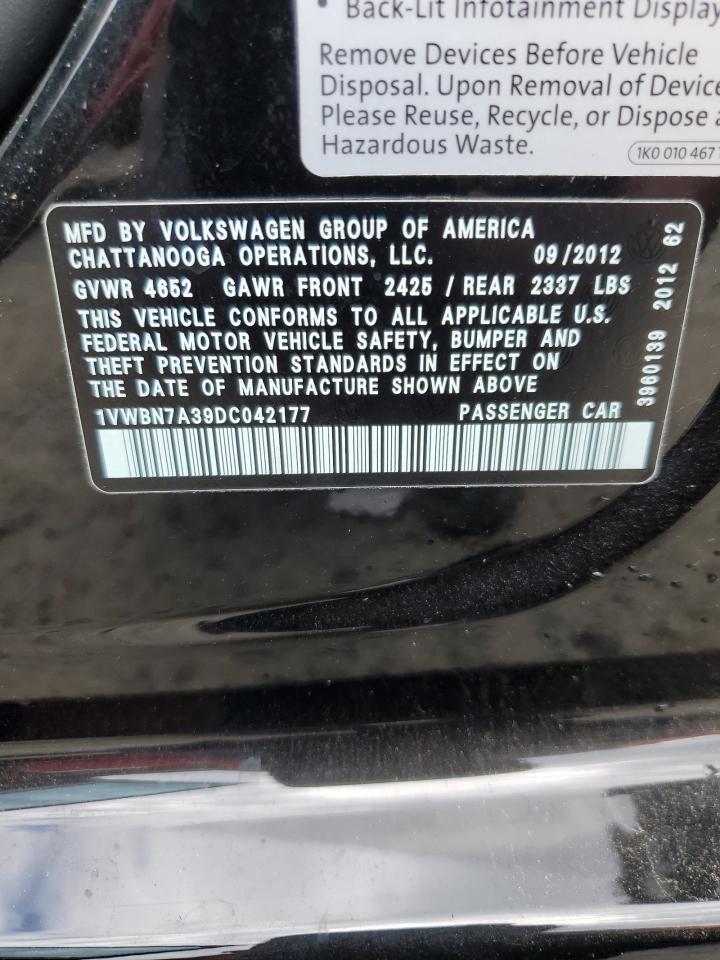 • Back-Lit Infotainment Display
Remove Devices Before Vehicle
Disposal. Upon Removal of Device
Please Reuse, Recycle, or Dispose a
Hazardous Waste.
1K0 010 467
MFD BY VOLKSWAGEN GROUP OF AMERICA
CHATTANOOGA OPERATIONS, LLC. 09/2012
GVWR 4652 GAWR FRONT 2425 / REAR 2337 LBS
THIS VEHICLE CONFORMS TO ALL APPLICABLE U.S.
FEDERAL MOTOR VEHICLE SAFETY, BUMPER AND
THEFT PREVENTION STANDARDS IN EFFECT ON
THE DATE OF MANUFACTURE SHOWN ABOVE
1VWBN7A39DC042177 PASSENGER CAR
3960139 2012 62